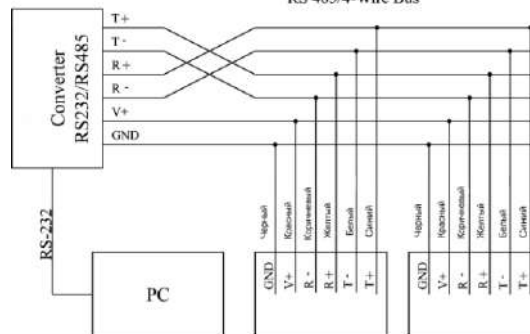 RS-485/4-Wire Bus
Converter
RS232/RS485
T+
T -
R+
R -
V+
GND
RS-232
PC
Черный
Красный
Коричневый
Желтый
Белый
Синий
GND
V+
R -
R+
T -
T+
Черный
Красный
Коричневый
Желтый
Белый
Синий
GND
V+
R -
R+
T -
T+